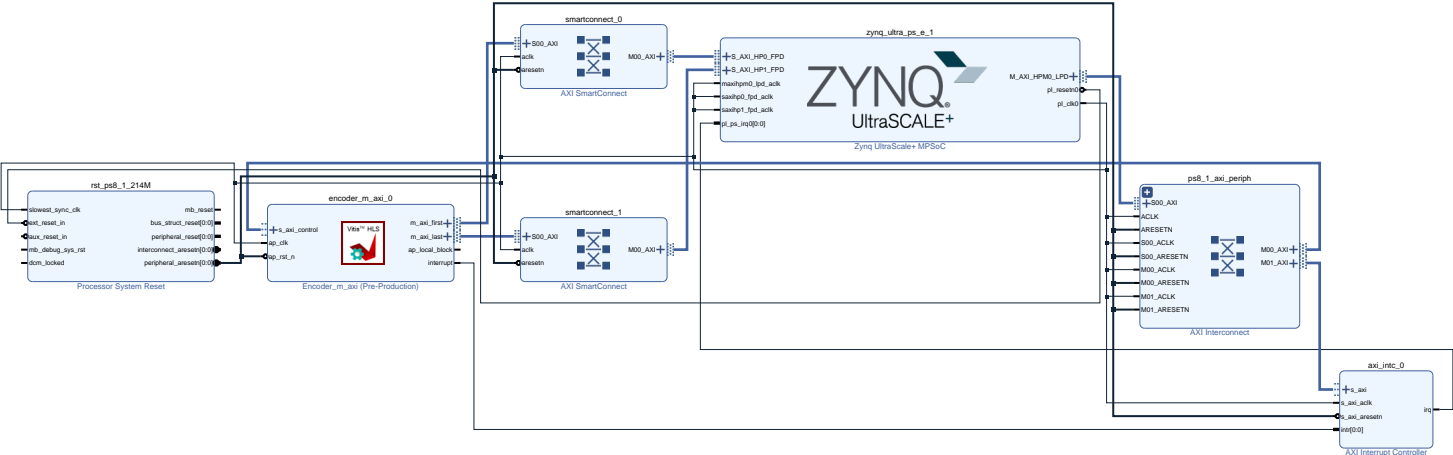 smartconnect_0
S00_AXI
aclk
aresetn
M00_AXI
AXI SmartConnect
zynq_ultra_ps_e_1
S_AXI_HP0_FPD
S_AXI_HP1_FPD
maxihpm0_lpd_aclk
saxihp0_fpd_aclk
saxihp1_fpd_aclk
pl_ps_irq0[0:0]
ZYNQ
UltraSCALE+
M_AXI_HPM0_LPD
pl_resetn0
pl_clk0
Zynq UltraScale+ MPSoC
rst_ps8_1_214M
slowest_sync_clk
ext_reset_in
aux_reset_in
mb_debug_sys_rst
dcm_locked
mb_reset
bus_struct_reset[0:0]
peripheral_reset[0:0]
interconnect_aresetn[0:0]
peripheral_aresetn[0:0]
Processor System Reset
encoder_m_axi_0
s_axi_control
ap_clk
ap_rst_n
Vitis™ HLS
m_axi_first
m_axi_last
ap_local_block
interrupt
Encoder_m_axi (Pre-Production)
smartconnect_1
S00_AXI
aclk
aresetn
M00_AXI
AXI SmartConnect
ps8_1_axi_periph
S00_AXI
ACLK
ARESETN
S00_ACLK
S00_ARESETN
M00_ACLK
M00_ARESETN
M01_ACLK
M01_ARESETN
M00_AXI
M01_AXI
AXI Interconnect
axi_intc_0
s_axi
s_axi_aclk
s_axi_aresetn
intr[0:0]
irq
AXI Interrupt Controller